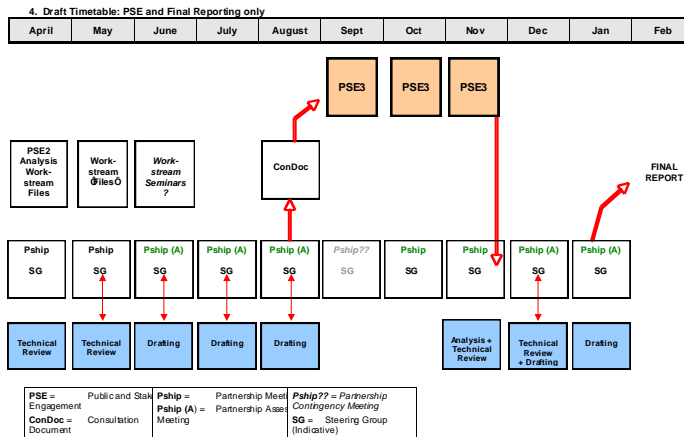 4. Draft Timetable: PSE and Final Reporting only
April May June July August Sept Oct Nov Dec Jan Feb
PSE3 PSE3 PSE3
PSE2
Analysis
Work-
stream
Files
Work-
stream
ÔFilesÕ
Work-
stream
Seminars
?
ConDoc
FINAL
REPORT
Pship Pship Pship (A) Pship (A) Pship (A) Pship?? Pship Pship Pship (A) Pship (A)
SG SG SG SG SG SG SG SG SG SG
Technical
Review
Technical
Review
Drafting
Drafting
Drafting
Analysis +
Technical
Review
Technical
Review
+ Drafting
Drafting
PSE = Public and Stak
Engagement
ConDoc = Consultation
Document
Pship = Partnership Meeti
Pship (A) = Partnership Asses
Meeting
Pship?? = Partnership
Contingency Meeting
SG = Steering Group
(Indicative)